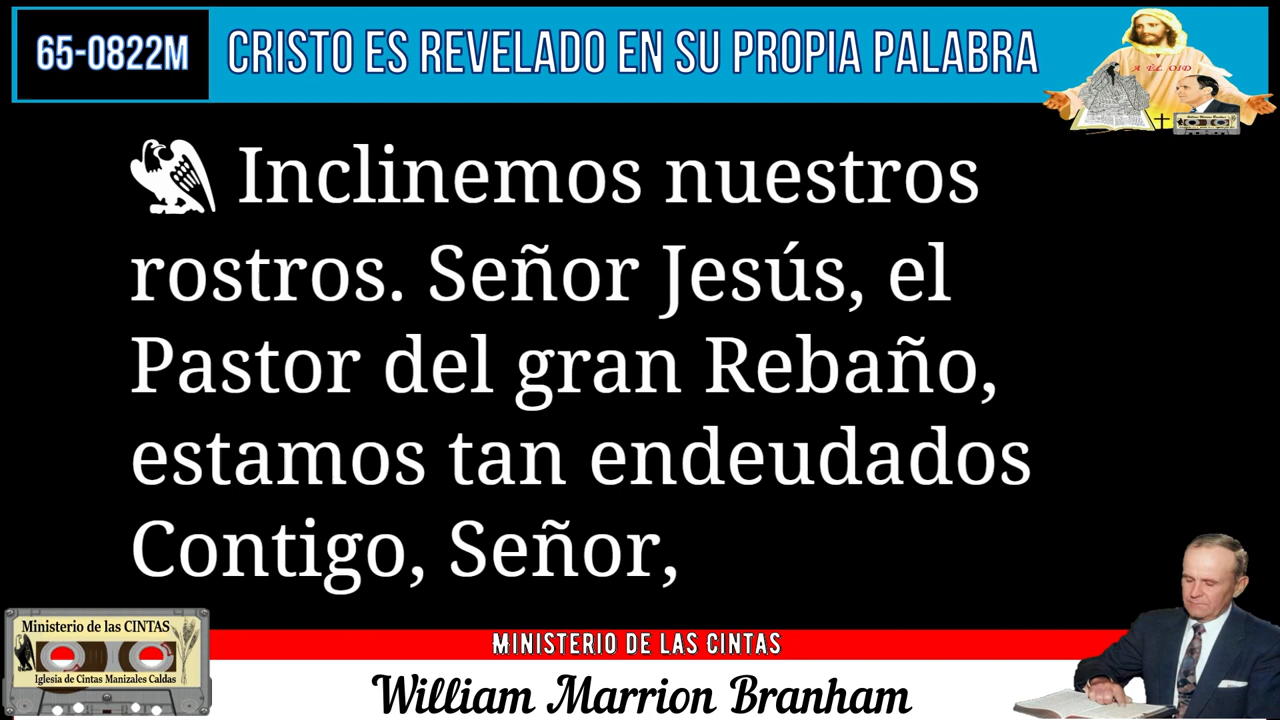 65-0822M
CRISTO ES REVELADO EN SU PROPIA PALABRA
A ÉL OID
Inclinemos nuestros
rostros. Señor Jesús, el
Pastor del gran Rebaño,
estamos tan endeudados
Contigo, Señor,
Ministerio de las CINTAS
Iglesia de Cintas Manizales Caldas
MINISTERIO DE LAS CINTAS
William Marrion Branham